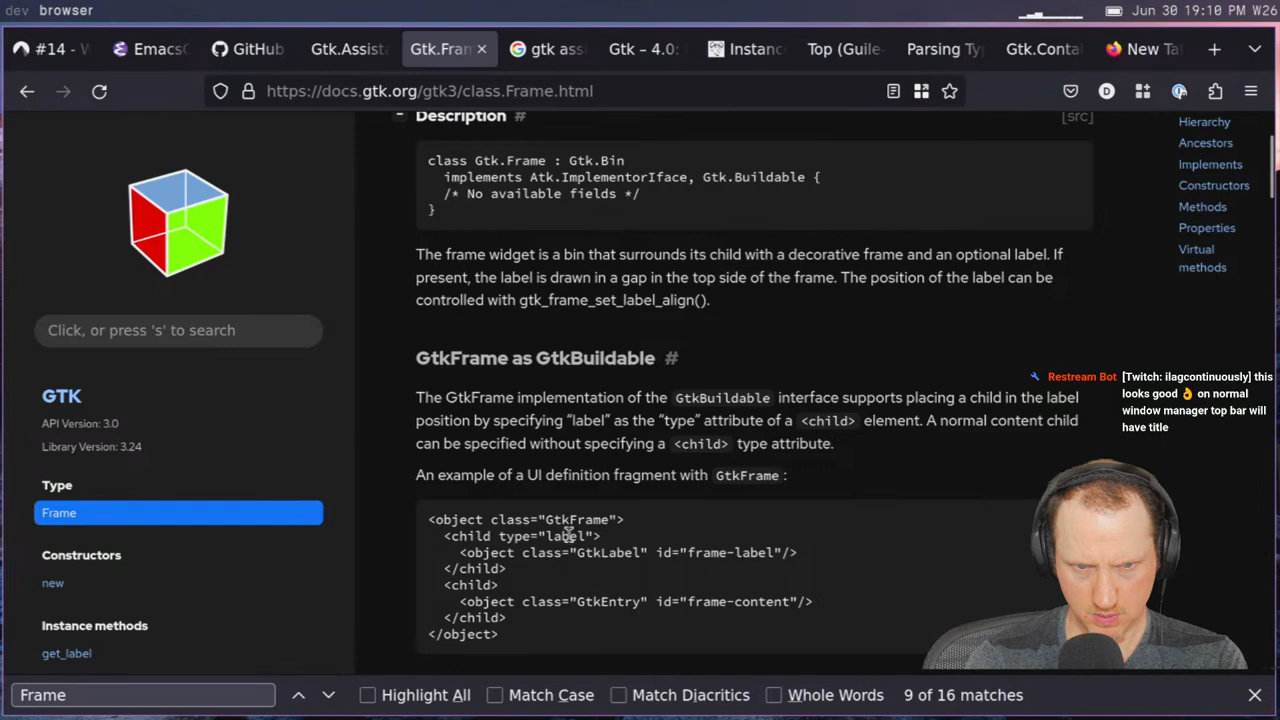 dev browser
Jun 30 19:10 W26
#14 - W
EmacsC
GitHub
Gtk.Assista
Gtk.Fram
gtk ass
Gtk – 4.0:
Instanc
Top (Guile-
Parsing Ty
Gtk.Contai
New Tab
https://docs.gtk.org/gtk3/class.Frame.html
Description #
[src]
class Gtk.Frame : Gtk.Bin
implements Atk.ImplementorIface, Gtk.Buildable {
/* No available fields */
}
The frame widget is a bin that surrounds its child with a decorative frame and an optional label. If
present, the label is drawn in a gap in the top side of the frame. The position of the label can be
controlled with gtk_frame_set_label_align().
GtkFrame as GtkBuildable #
The GtkFrame implementation of the GtkBuildable interface supports placing a child in the label
position by specifying “label” as the “type” attribute of a <child> element. A normal content child
can be specified without specifying a <child> type attribute.
An example of a UI definition fragment with GtkFrame:
<object class="GtkFrame">
<child type="label">
<object class="GtkLabel" id="frame-label"/>
</child>
<child>
<object class="GtkEntry" id="frame-content"/>
</child>
</object>
Click, or press 's' to search
GTK
API Version: 3.0
Library Version: 3.24
Type
Frame
Constructors
new
Instance methods
get_label
Hierarchy
Ancestors
Implements
Constructors
Methods
Properties
Virtual
methods
Restream Bot [Twitch: ilagcontinuously] this
looks good 👌 on normal
window manager top bar will
have title
Frame
Highlight All
Match Case
Match Diacritics
Whole Words
9 of 16 matches